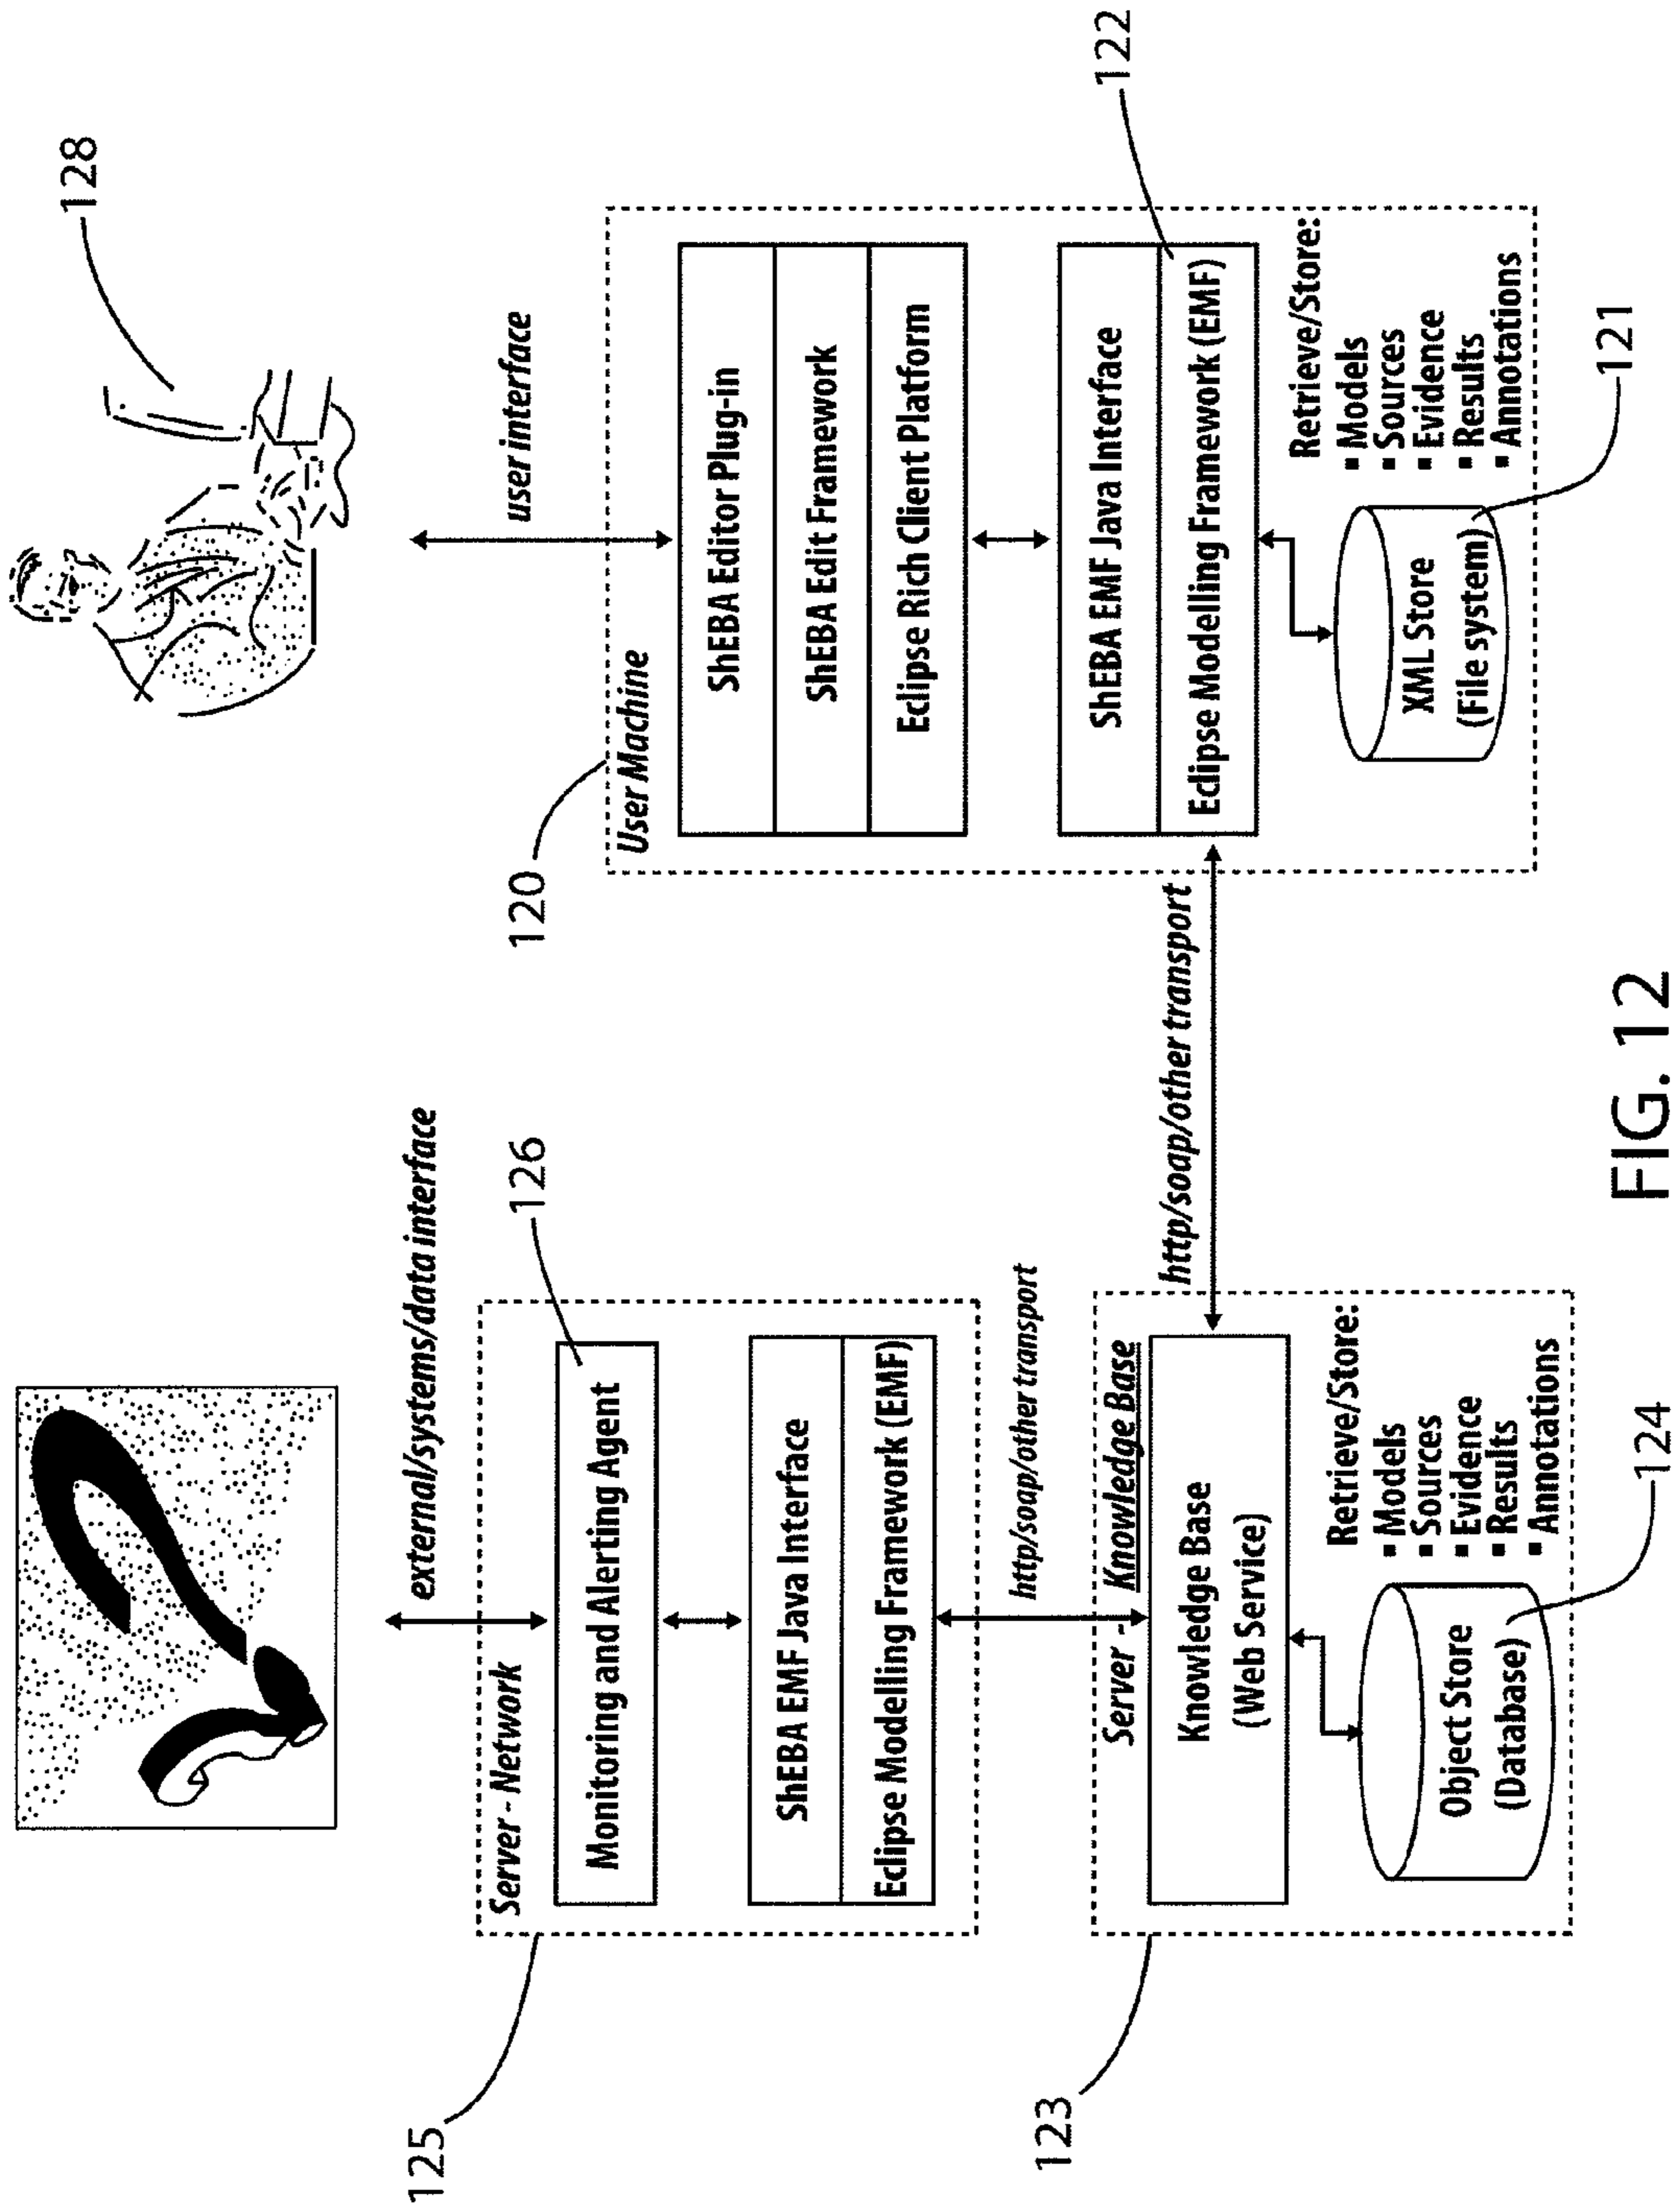 128
external/systems/data interface
user interface
125
Server - Network
126
Monitoring and Alerting Agent
ShEBA EMF Java Interface
Eclipse Modelling Framework (EMF)
120
User Machine
ShEBA Editor Plug-in
ShEBA Edit Framework
Eclipse Rich Client Platform
ShEBA EMF Java Interface
Eclipse Modelling Framework (EMF)
122
http/soap/other transport
http/soap/other transport
123
Server - Knowledge Base
Knowledge Base
(Web Service)
Object Store
(Database)
Retrieve/Store:
▪ Models
▪ Sources
▪ Evidence
▪ Results
▪ Annotations
124
XML Store
(File system)
Retrieve/Store:
▪ Models
▪ Sources
▪ Evidence
▪ Results
▪ Annotations
121
FIG. 12